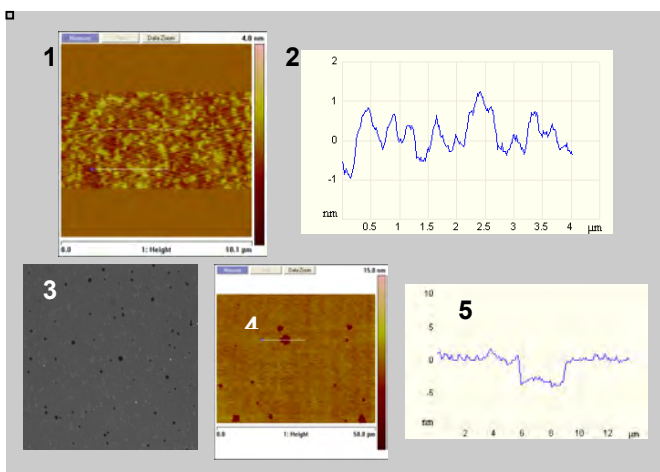 1
Data Zoom
4.0 nm
0.0
1: Height
10.1 µm
2
2
1
0
-1
nm
0.5 1 1.5 2 2.5 3 3.5 4 µm
3
4
Data Zoom
15.0 nm
0.0
1: Height
50.0 µm
5
10
5
0
-5
nm
2 4 6 8 10 12 µm